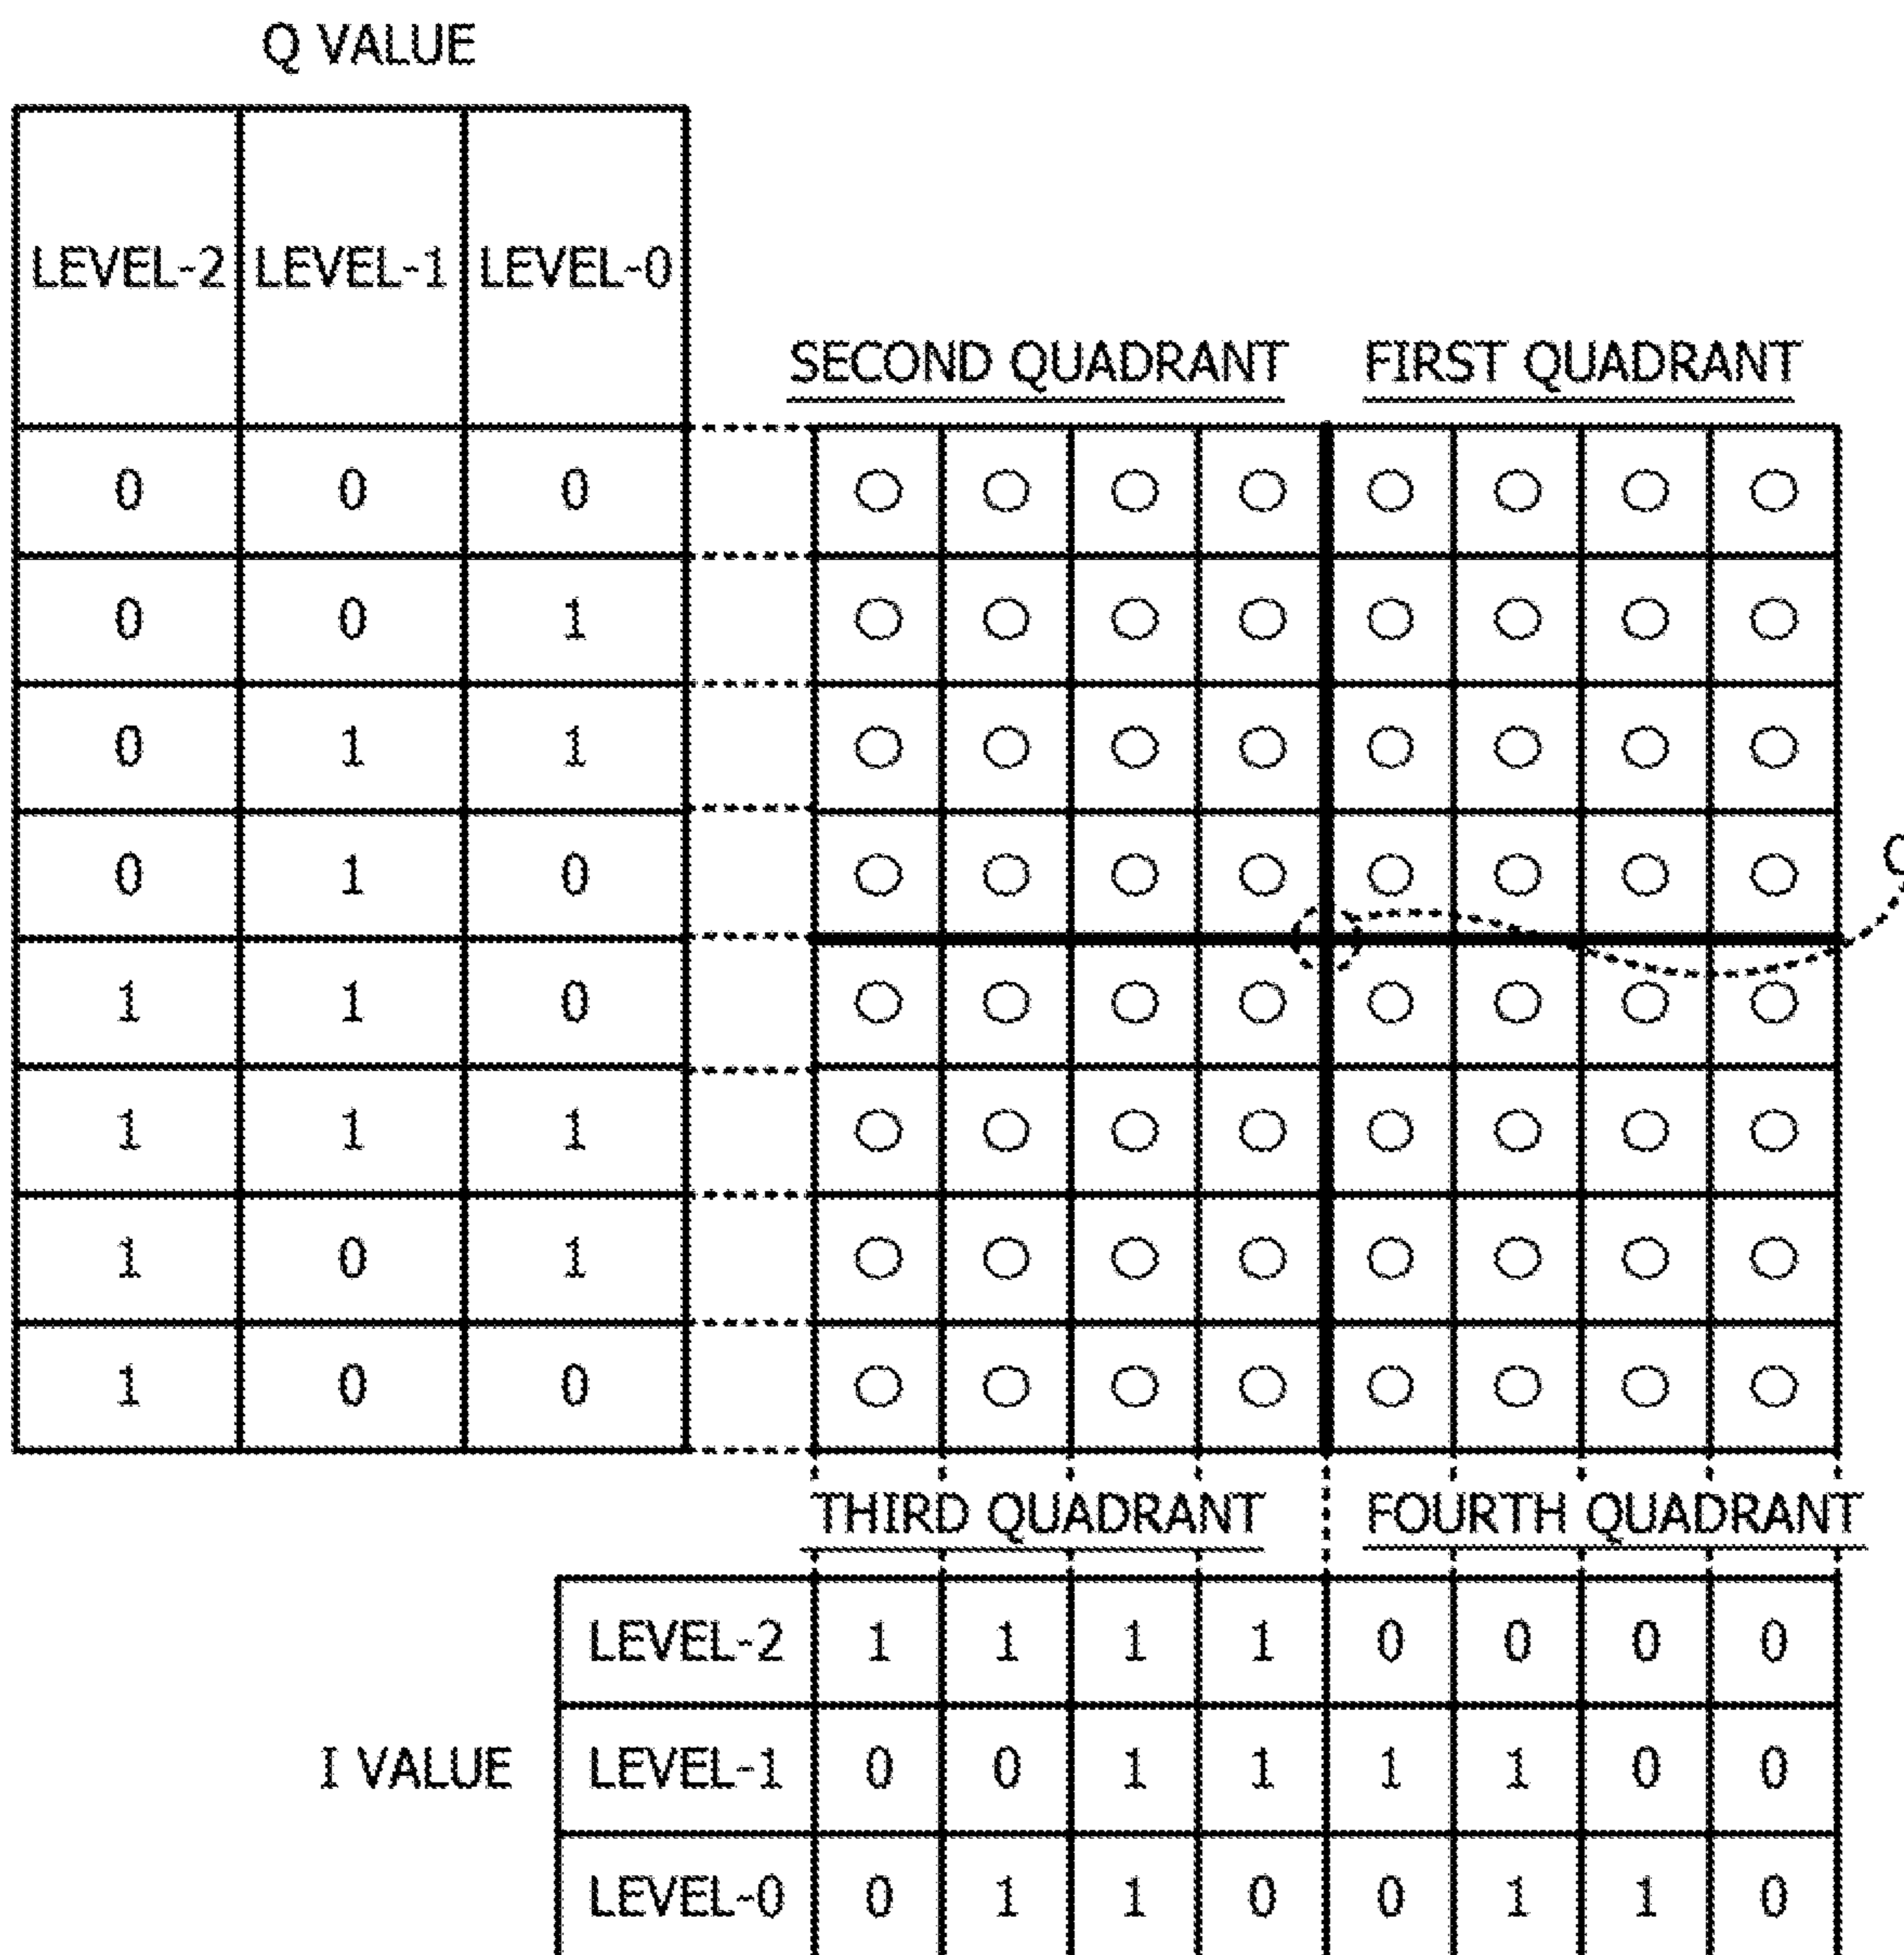 Q VALUE
LEVEL-2 LEVEL-1 LEVEL-0
SECOND QUADRANT FIRST QUADRANT
0 0 0
0 0 1
0 1 1
0 1 0
1 1 0
1 1 1
1 0 1
1 0 0
THIRD QUADRANT FOURTH QUADRANT
LEVEL-2 1 1 1 1 0 0 0 0
I VALUE LEVEL-1 0 0 1 1 1 1 0 0
LEVEL-0 0 1 1 0 0 1 1 0